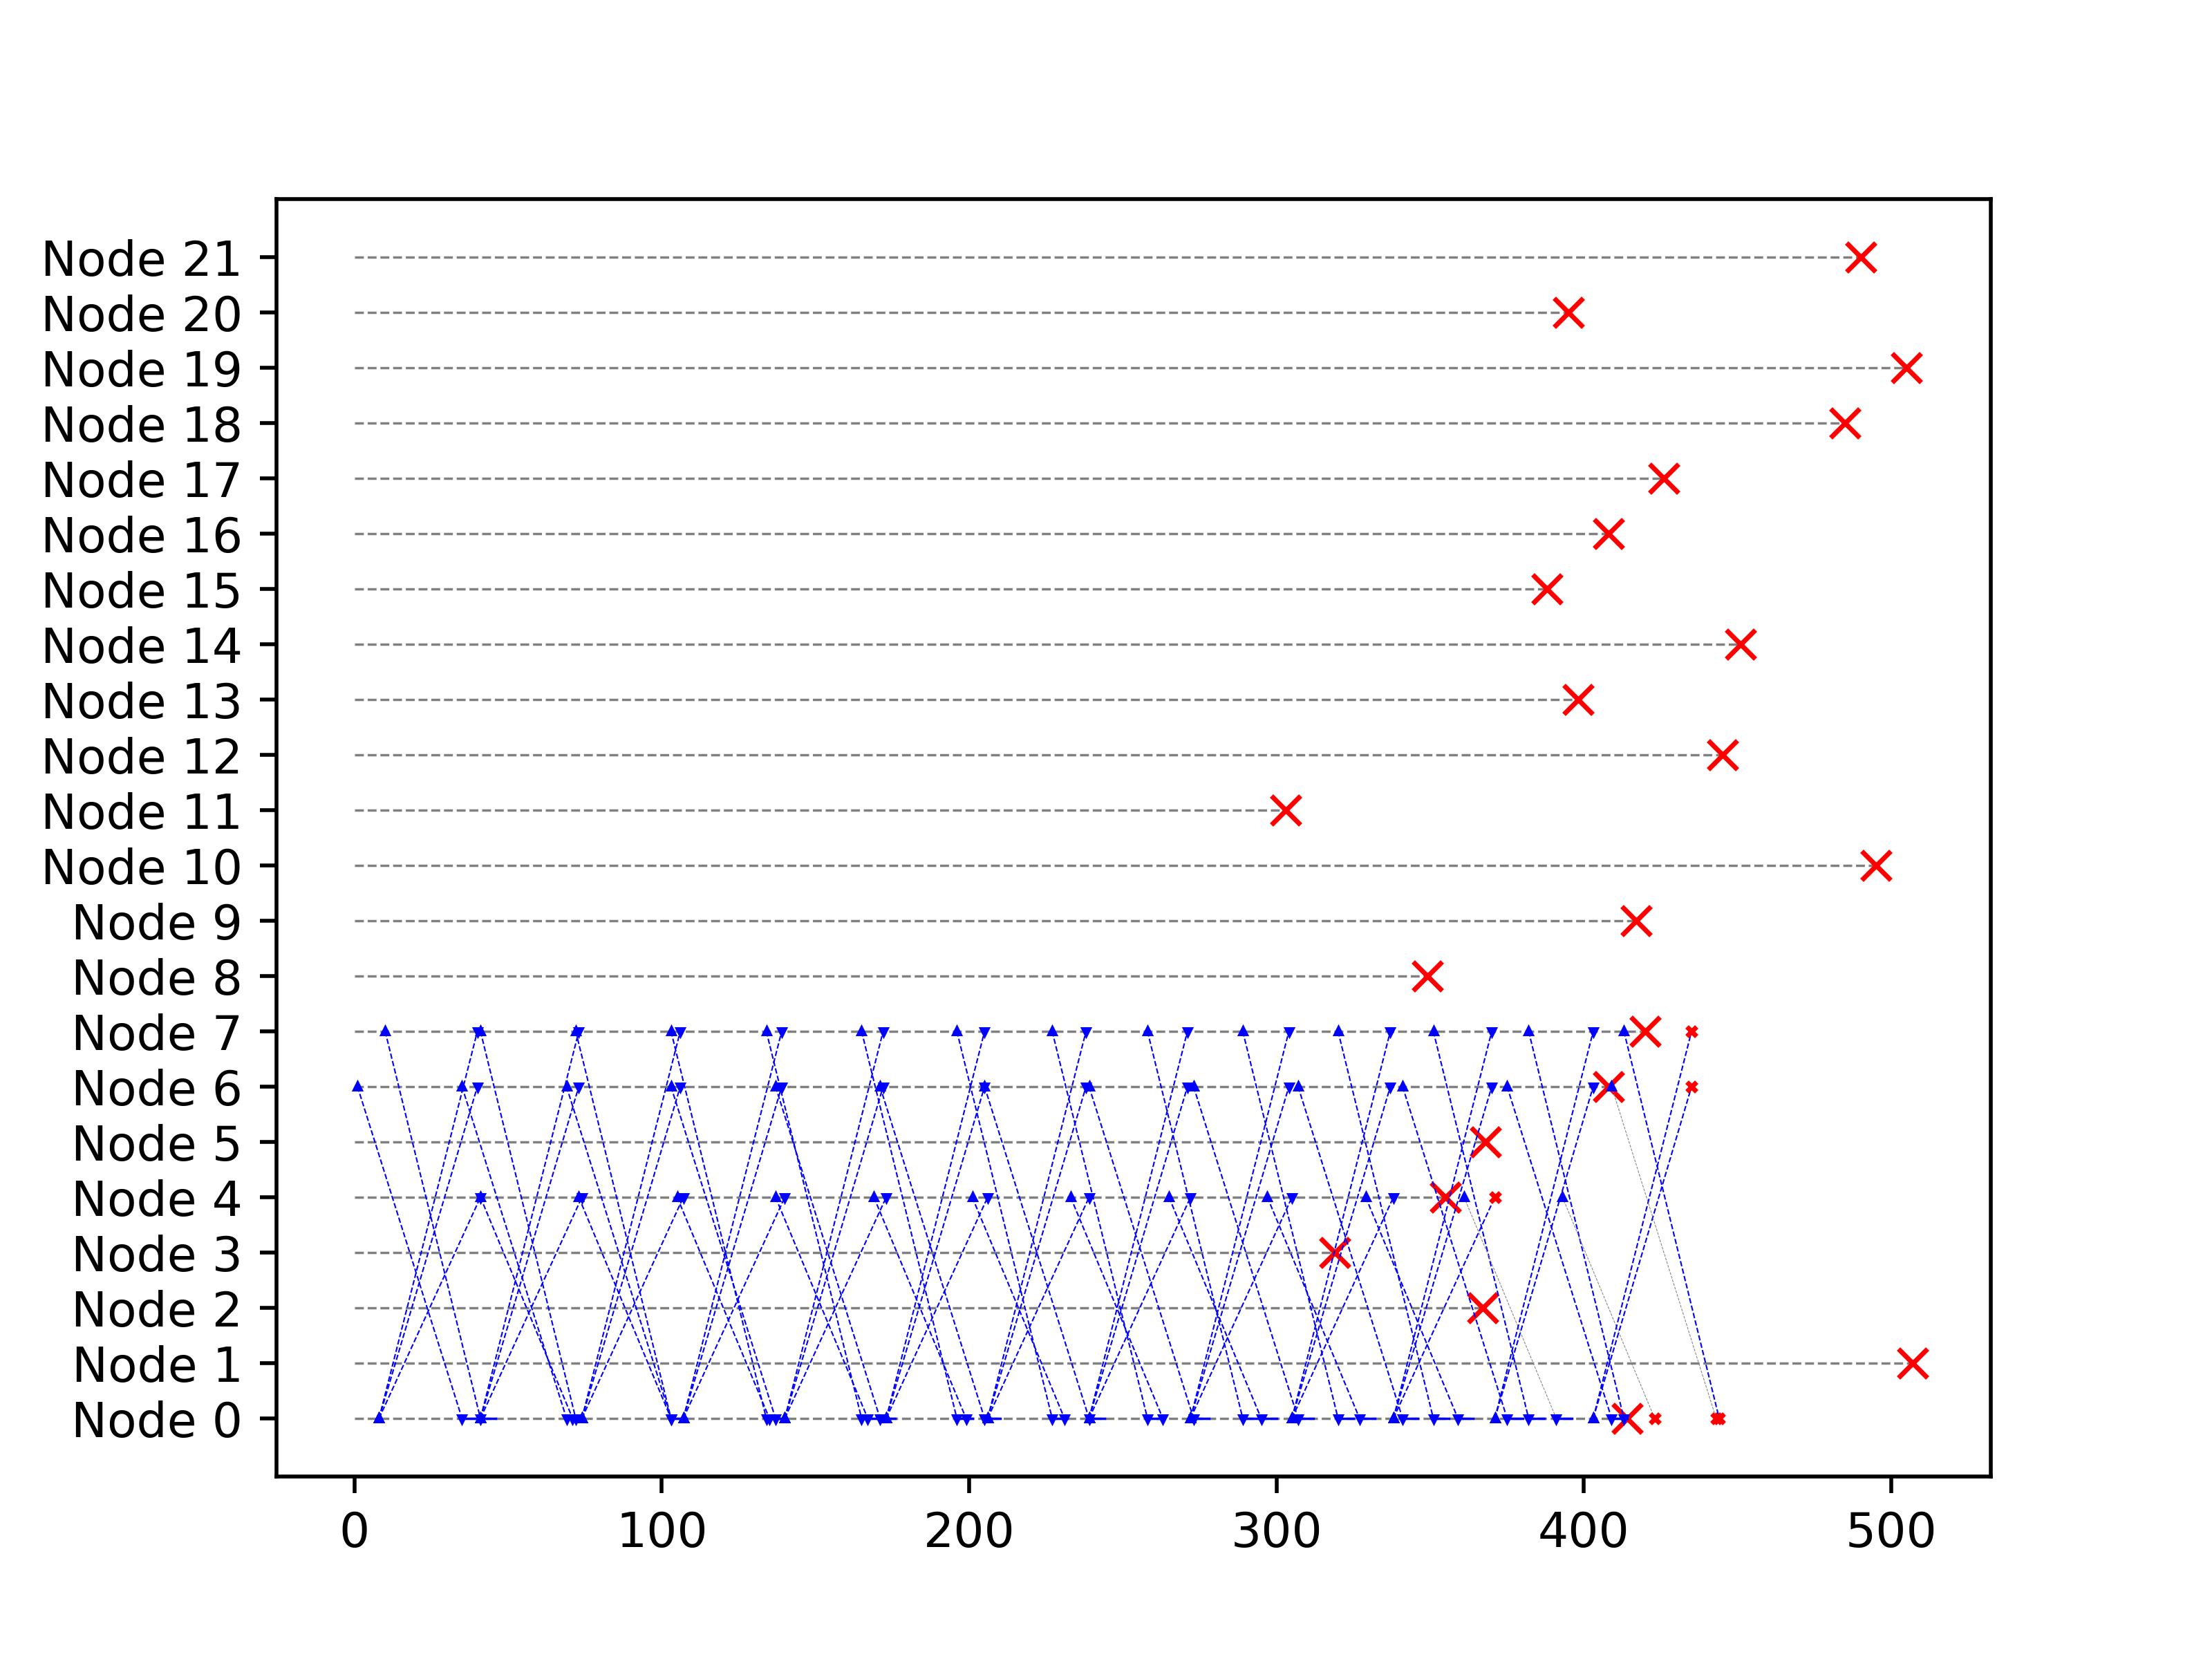 Node 21
Node 20
Node 19
Node 18
Node 17
Node 16
Node 15
Node 14
Node 13
Node 12
Node 11
Node 10
Node 9
Node 8
Node 7
Node 6
Node 5
Node 4
Node 3
Node 2
Node 1
Node 0
0 100 200 300 400 500